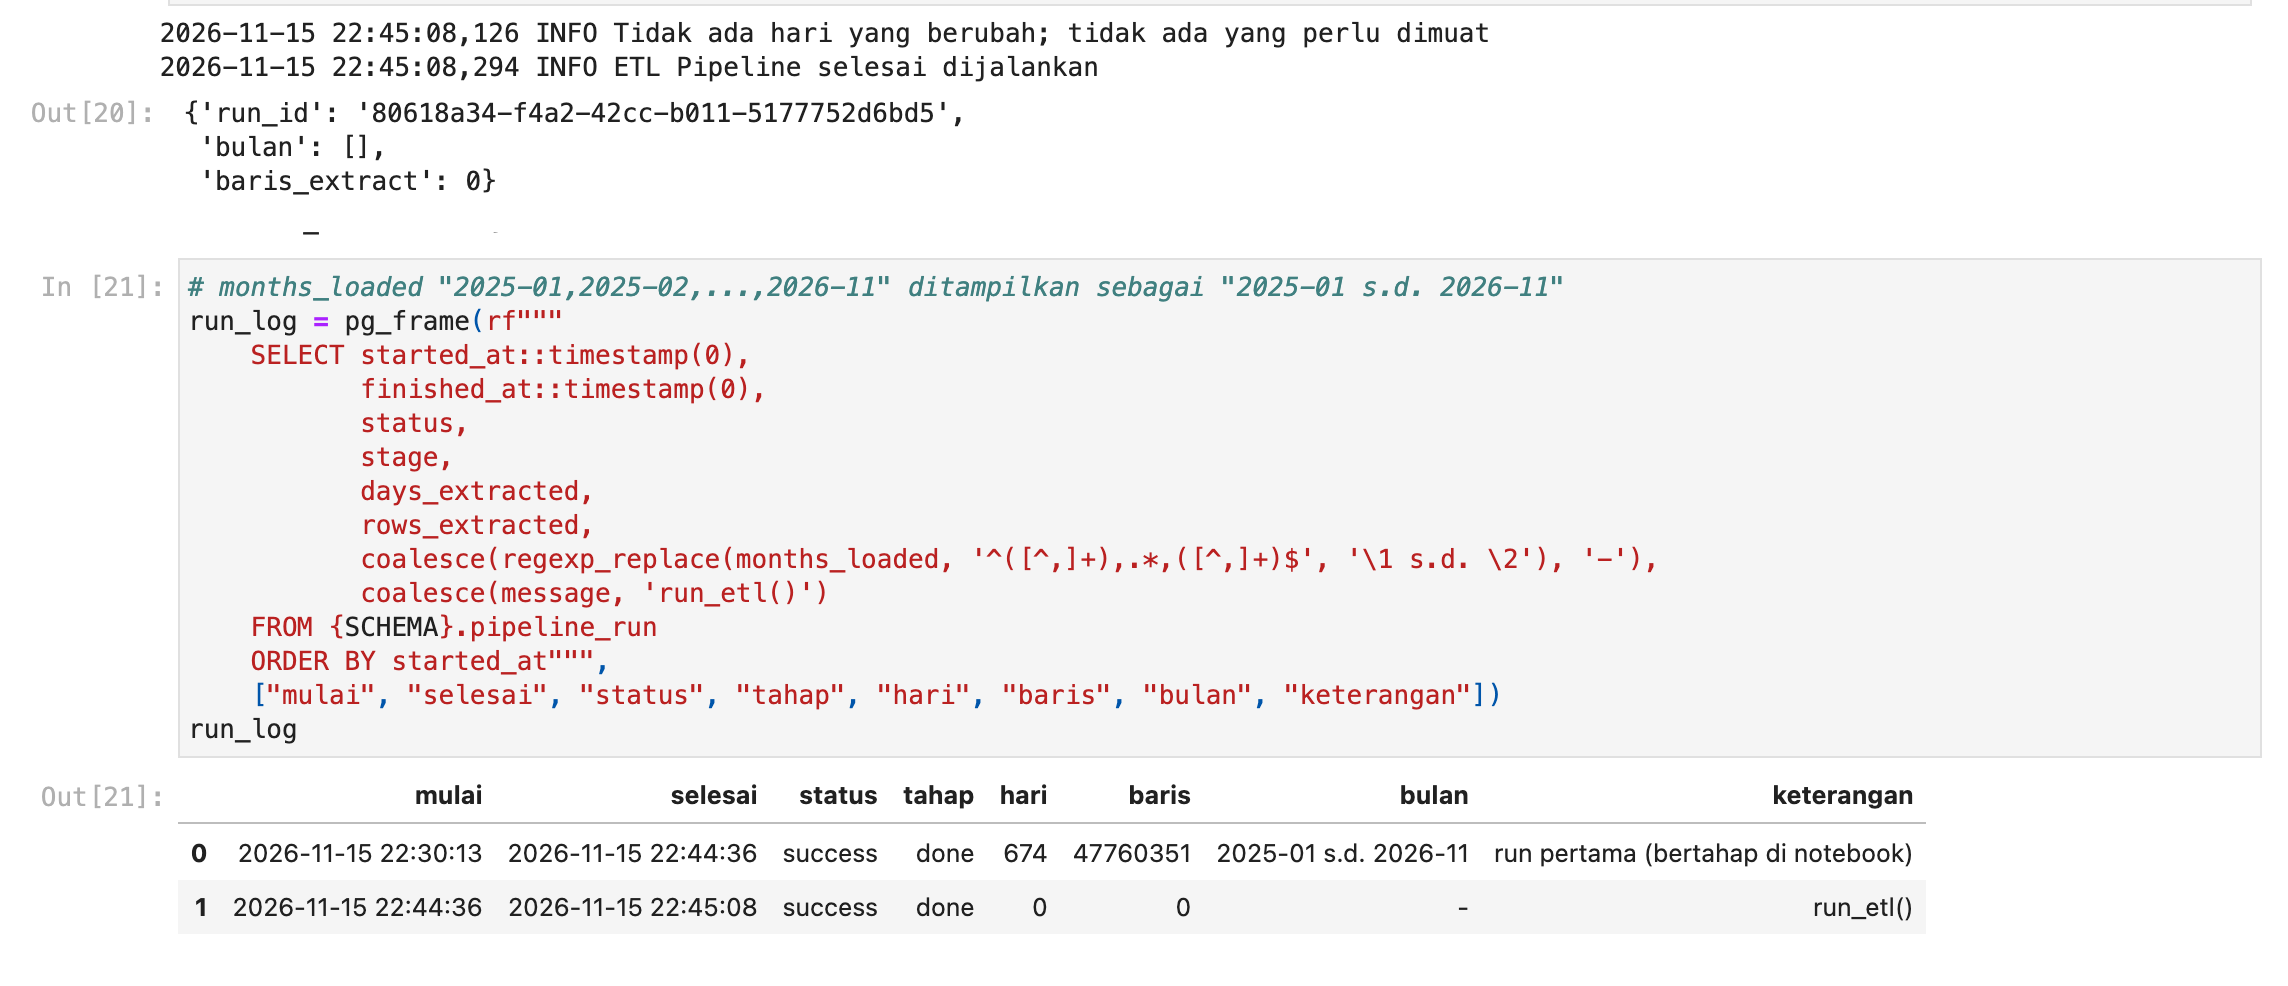 2026-11-15 22:45:08,126 INFO Tidak ada hari yang berubah; tidak ada yang perlu dimuat
2026-11-15 22:45:08,294 INFO ETL Pipeline selesai dijalankan
Out[20]: {'run_id': '80618a34-f4a2-42cc-b011-5177752d6bd5',
 'bulan': [],
 'baris_extract': 0}
In [21]: # months_loaded "2025-01,2025-02,...,2026-11" ditampilkan sebagai "2025-01 s.d. 2026-11"
run_log = pg_frame(rf"""
    SELECT started_at::timestamp(0),
           finished_at::timestamp(0),
           status,
           stage,
           days_extracted,
           rows_extracted,
           coalesce(regexp_replace(months_loaded, '^([^,]+),.*,([^,]+)$', '\1 s.d. \2'), '-'),
           coalesce(message, 'run_etl()')
    FROM {SCHEMA}.pipeline_run
    ORDER BY started_at""",
    ["mulai", "selesai", "status", "tahap", "hari", "baris", "bulan", "keterangan"])
run_log
Out[21]: mulai selesai status tahap hari baris bulan keterangan
0 2026-11-15 22:30:13 2026-11-15 22:44:36 success done 674 47760351 2025-01 s.d. 2026-11 run pertama (bertahap di notebook)
1 2026-11-15 22:44:36 2026-11-15 22:45:08 success done 0 0 - run_etl()